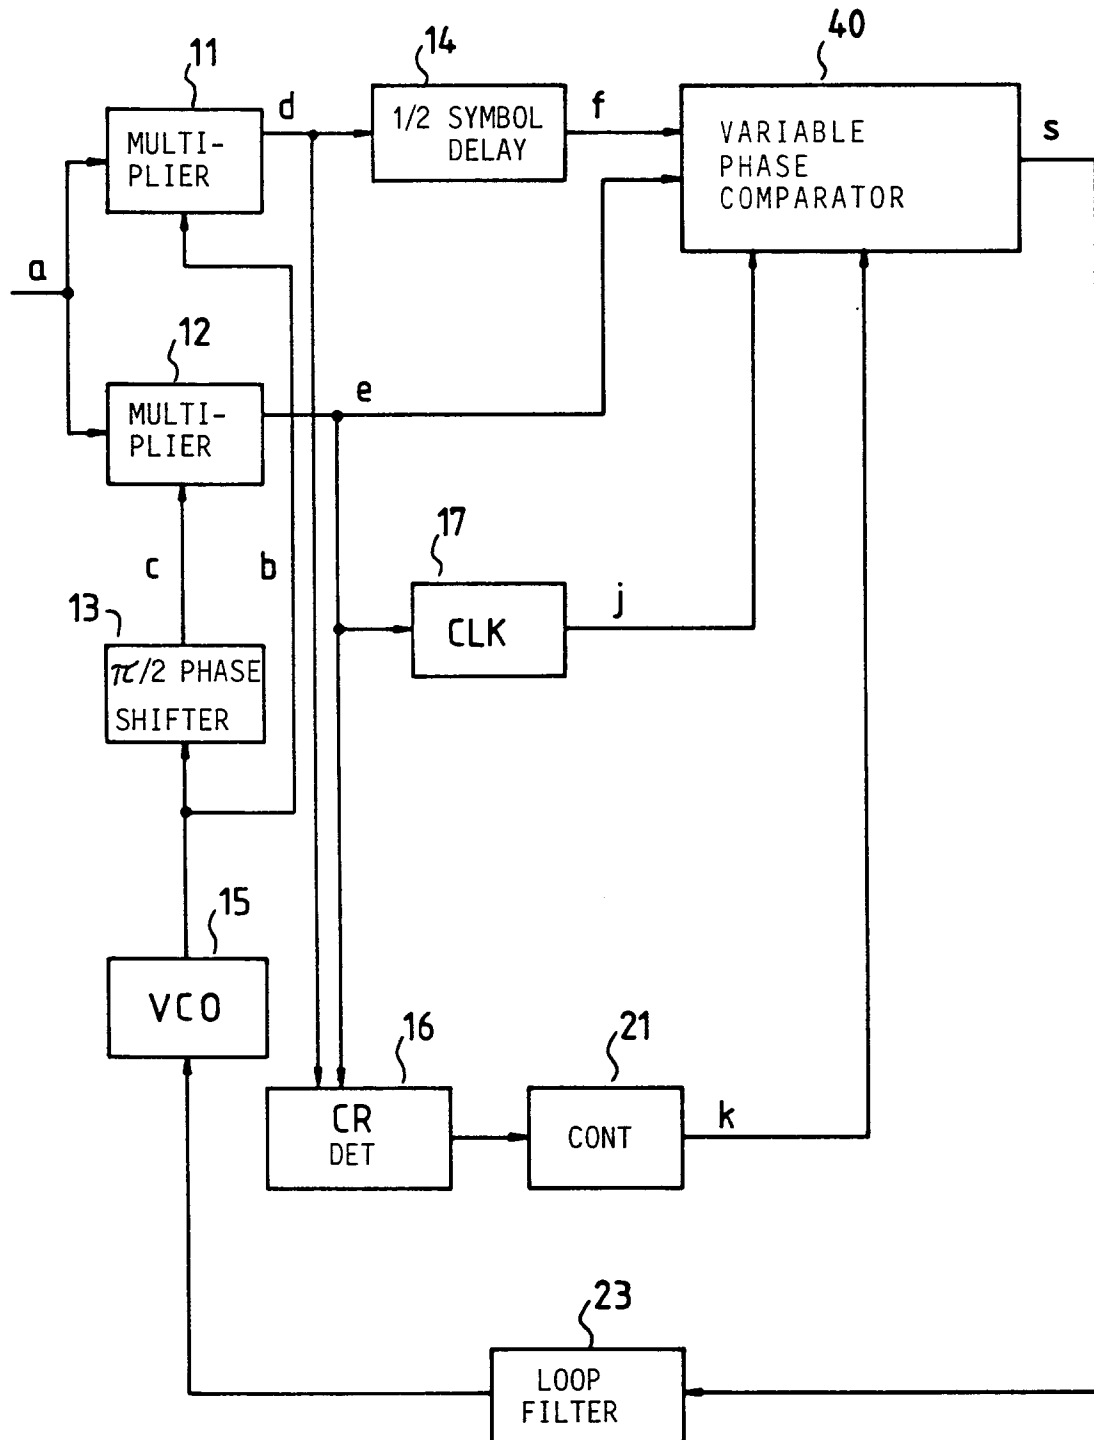 40
11
14
d
f
s
MULTI-
PLIER
1/2 SYMBOL
DELAY
VARIABLE
PHASE
COMPARATOR
a
12
e
MULTI-
PLIER
17
c
b
j
13
CLK
π/2 PHASE
SHIFTER
15
VCO
16
21
CR
DET
CONT
k
23
LOOP
FILTER